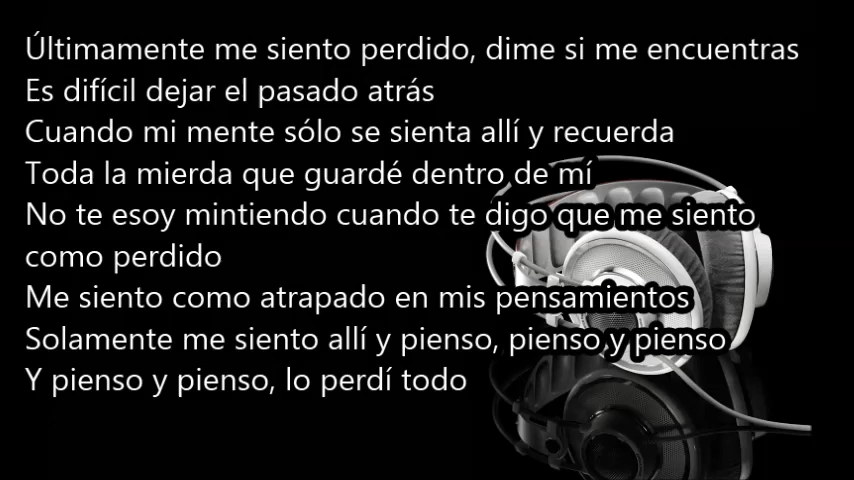 Últimamente me siento perdido, dime si me encuentras
Es difícil dejar el pasado atrás
Cuando mi mente sólo se sienta allí y recuerda
Toda la mierda que guardé dentro de mí
No te esoy mintiendo cuando te digo que me siento
como perdido
Me siento como atrapado en mis pensamientos
Solamente me siento allí y pienso, pienso y pienso
Y pienso y pienso, lo perdí todo